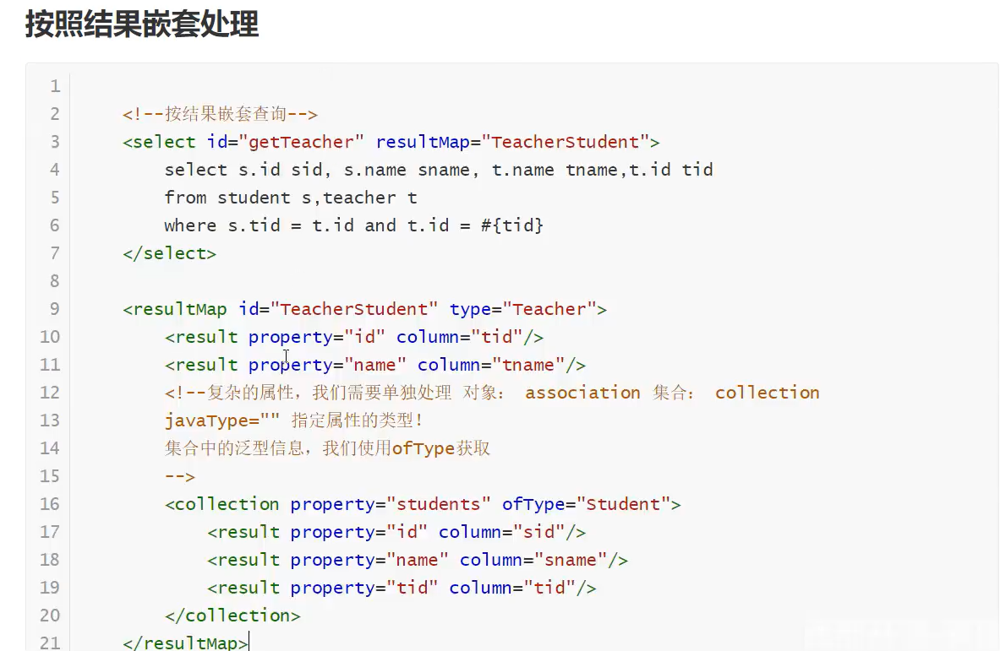 按照结果嵌套处理
1
2 <!--按结果嵌套查询-->
3 <select id="getTeacher" resultMap="TeacherStudent">
4 select s.id sid, s.name sname, t.name tname,t.id tid
5 from student s,teacher t
6 where s.tid = t.id and t.id = #{tid}
7 </select>
8
9 <resultMap id="TeacherStudent" type="Teacher">
10 <result property="id" column="tid"/>
11 <result property="name" column="tname"/>
12 <!--复杂的属性，我们需要单独处理 对象： association 集合： collection
13 javaType="" 指定属性的类型!
14 集合中的泛型信息，我们使用ofType获取
15 -->
16 <collection property="students" ofType="Student">
17 <result property="id" column="sid"/>
18 <result property="name" column="sname"/>
19 <result property="tid" column="tid"/>
20 </collection>
21 </resultMap>